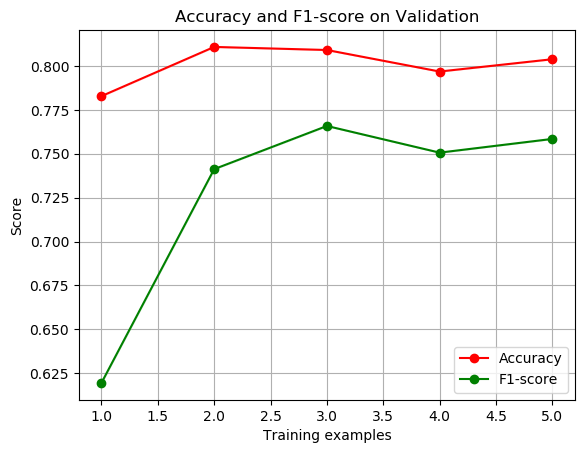 Accuracy and F1-score on Validation
0.800
0.775
0.750
0.725
0.700
0.675
0.650
0.625
Score
1.0 1.5 2.0 2.5 3.0 3.5 4.0 4.5 5.0
Training examples
Accuracy
F1-score